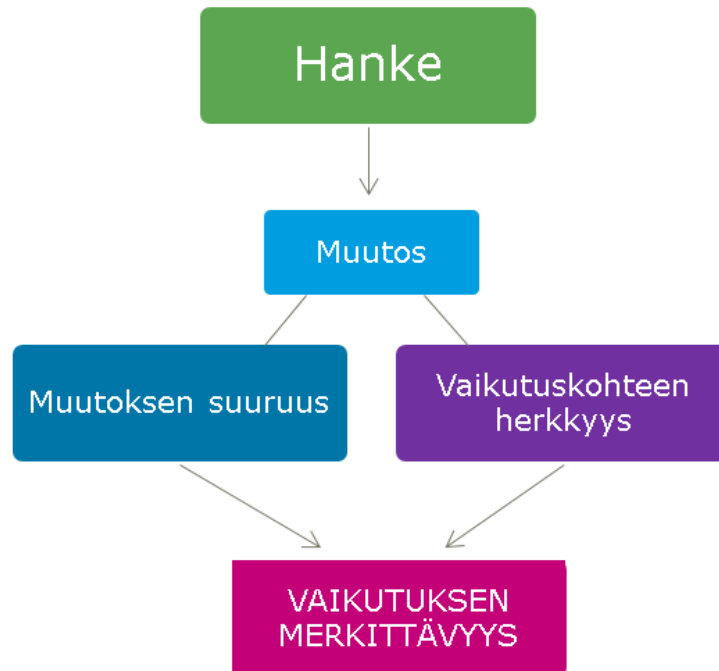 Hanke
Muutos
Muutoksen suuruus
Vaikutuskohteen
herkkyys
VAIKUTUKSEN
MERKITTÄVYYS